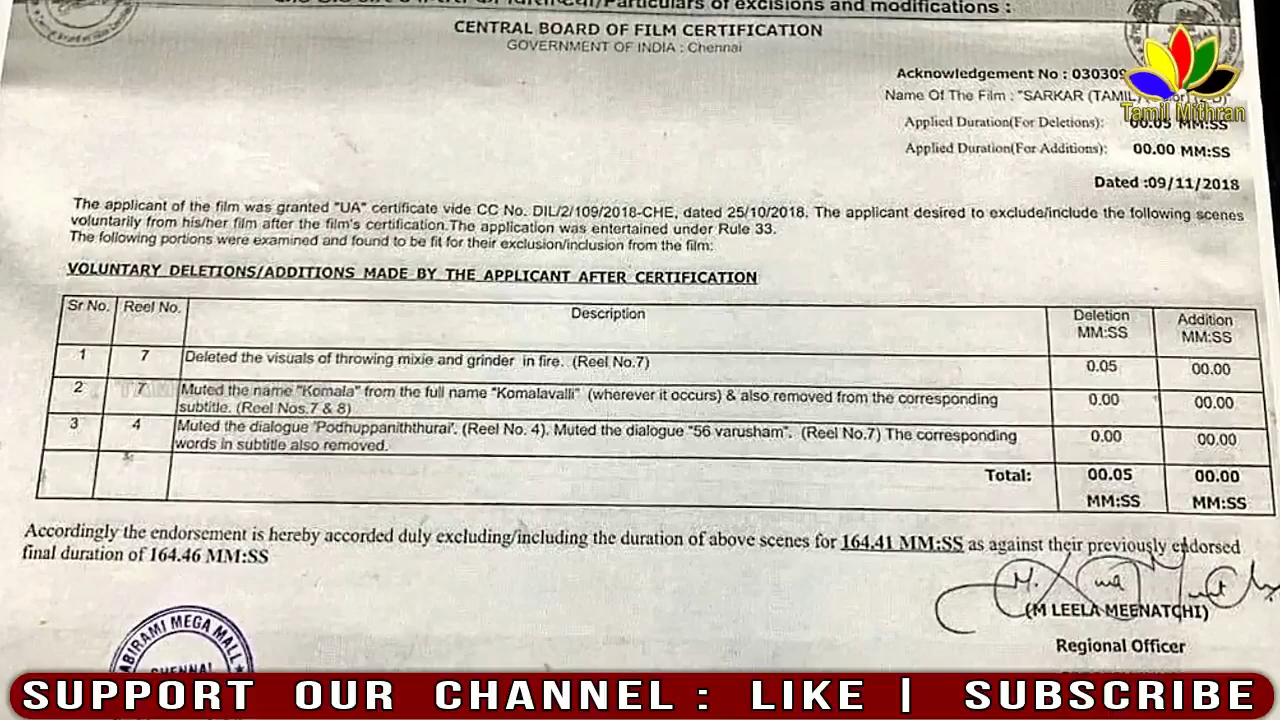 Particulars of excisions and modifications :
CENTRAL BOARD OF FILM CERTIFICATION
GOVERNMENT OF INDIA : Chennai
Acknowledgement No : 030309
Name Of The Film : "SARKAR (TAMIL)
Tamil Mithran
Applied Duration(For Deletions): 00.05 MM:SS
Applied Duration(For Additions): 00.00 MM:SS
Dated :09/11/2018
The applicant of the film was granted "UA" certificate vide CC No. DIL/2/109/2018-CHE, dated 25/10/2018. The applicant desired to exclude/include the following scenes
voluntarily from his/her film after the film's certification.The application was entertained under Rule 33.
The following portions were examined and found to be fit for their exclusion/inclusion from the film:
VOLUNTARY DELETIONS/ADDITIONS MADE BY THE APPLICANT AFTER CERTIFICATION
Sr No. Reel No. Description Deletion MM:SS Addition MM:SS
1 7 Deleted the visuals of throwing mixie and grinder in fire. (Reel No.7) 0.05 00.00
2 7 Muted the name "Komala" from the full name "Komalavalli" (wherever it occurs) & also removed from the corresponding 0.00 00.00
subtitle. (Reel Nos.7 & 8)
3 4 Muted the dialogue 'Podhuppaniththurai'. (Reel No. 4). Muted the dialogue "56 varusham". (Reel No.7) The corresponding 0.00 00.00
words in subtitle also removed.
Total: 00.05 00.00
MM:SS MM:SS
Accordingly the endorsement is hereby accorded duly excluding/including the duration of above scenes for 164.41 MM:SS as against their previously endorsed
final duration of 164.46 MM:SS
(M LEELA MEENATCHI)
Regional Officer
ABIRAMI MEGA MALL
CHENNAI
SUPPORT OUR CHANNEL : LIKE | SUBSCRIBE